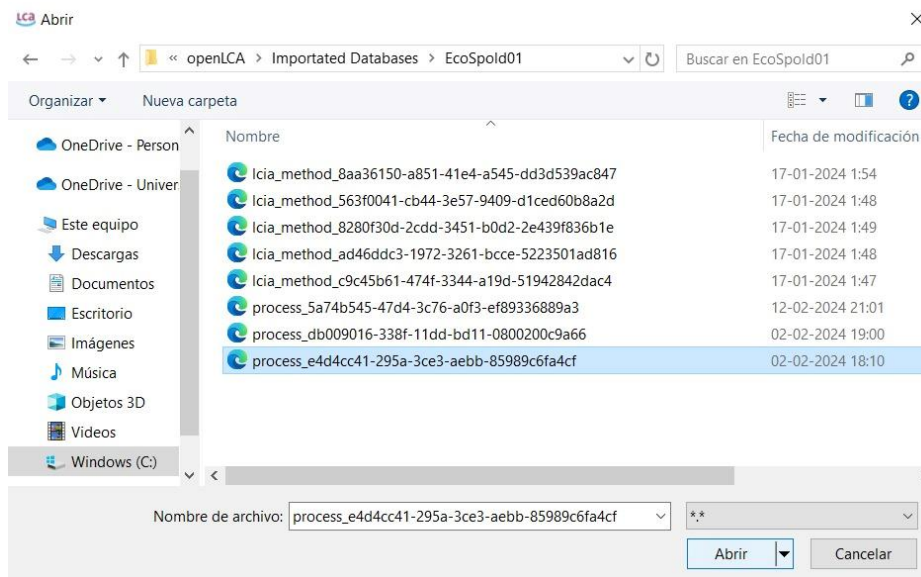 LCA Abrir
« openLCA > Importated Databases > EcoSpold01
Buscar en EcoSpold01
Organizar
Nueva carpeta
?
OneDrive - Person
OneDrive - Univer
Este equipo
Descargas
Documentos
Escritorio
Imágenes
Música
Objetos 3D
Videos
Windows (C:)
Nombre Fecha de modificación
lcia_method_8aa36150-a851-41e4-a545-dd3d539ac847 17-01-2024 1:54
lcia_method_563f0041-cb44-3e57-9409-d1ced60b8a2d 17-01-2024 1:48
lcia_method_8280f30d-2cdd-3451-b0d2-2e439f836b1e 17-01-2024 1:49
lcia_method_ad46ddc3-1972-3261-bcce-5223501ad816 17-01-2024 1:48
lcia_method_c9c45b61-474f-3344-a19d-51942842dac4 17-01-2024 1:47
process_5a74b545-47d4-3c76-a0f3-ef89336889a3 12-02-2024 21:01
process_db009016-338f-11dd-bd11-0800200c9a66 02-02-2024 19:00
process_e4d4cc41-295a-3ce3-aebb-85989c6fa4cf 02-02-2024 18:10
Nombre de archivo: process_e4d4cc41-295a-3ce3-aebb-85989c6fa4cf *.*
Abrir Cancelar